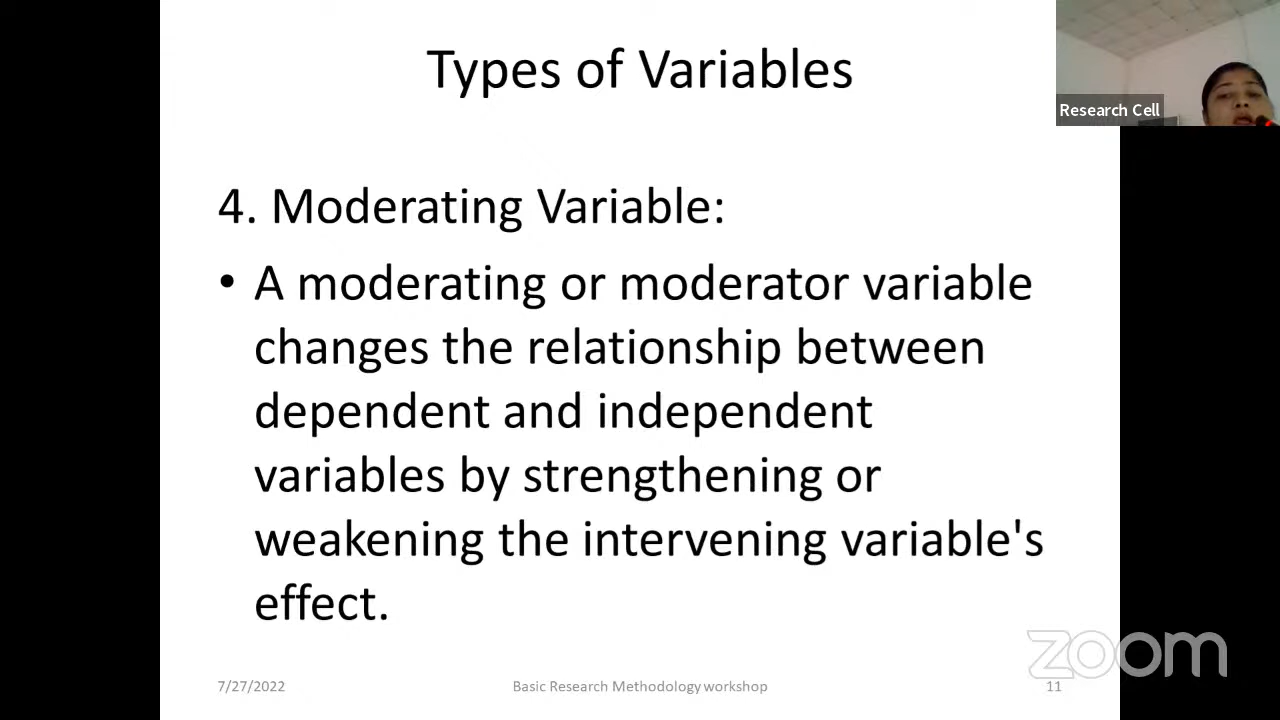 Types of Variables
Research Cell
4. Moderating Variable:
• A moderating or moderator variable
changes the relationship between
dependent and independent
variables by strengthening or
weakening the intervening variable's
effect.
zoom
7/27/2022
Basic Research Methodology workshop
11